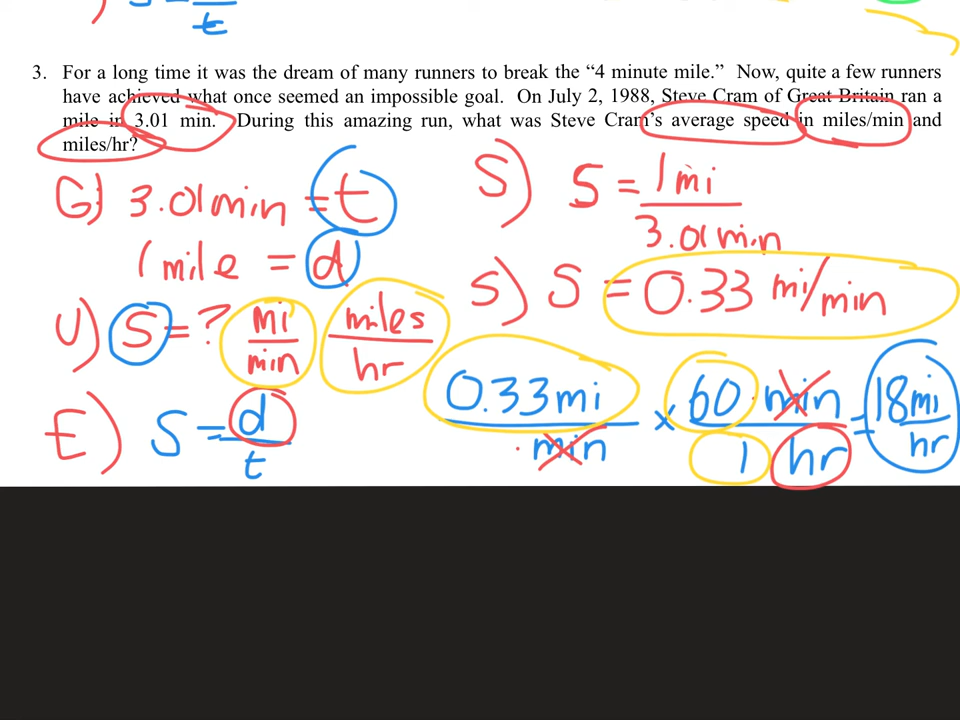 S = t
3. For a long time it was the dream of many runners to break the “4 minute mile.” Now, quite a few runners
have achieved what once seemed an impossible goal. On July 2, 1988, Steve Cram of Great Britain ran a
mile in 3.01 min. During this amazing run, what was Steve Cram’s average speed in miles/min and
miles/hr?
G) 3.01 min = t
1 mile = d
U) S = ? mi/min miles/hr
E) S = d/t
S) S = 1 mi / 3.01 min
S) S = 0.33 mi/min
0.33 mi / min × 60 min / 1 hr = 18 mi/hr